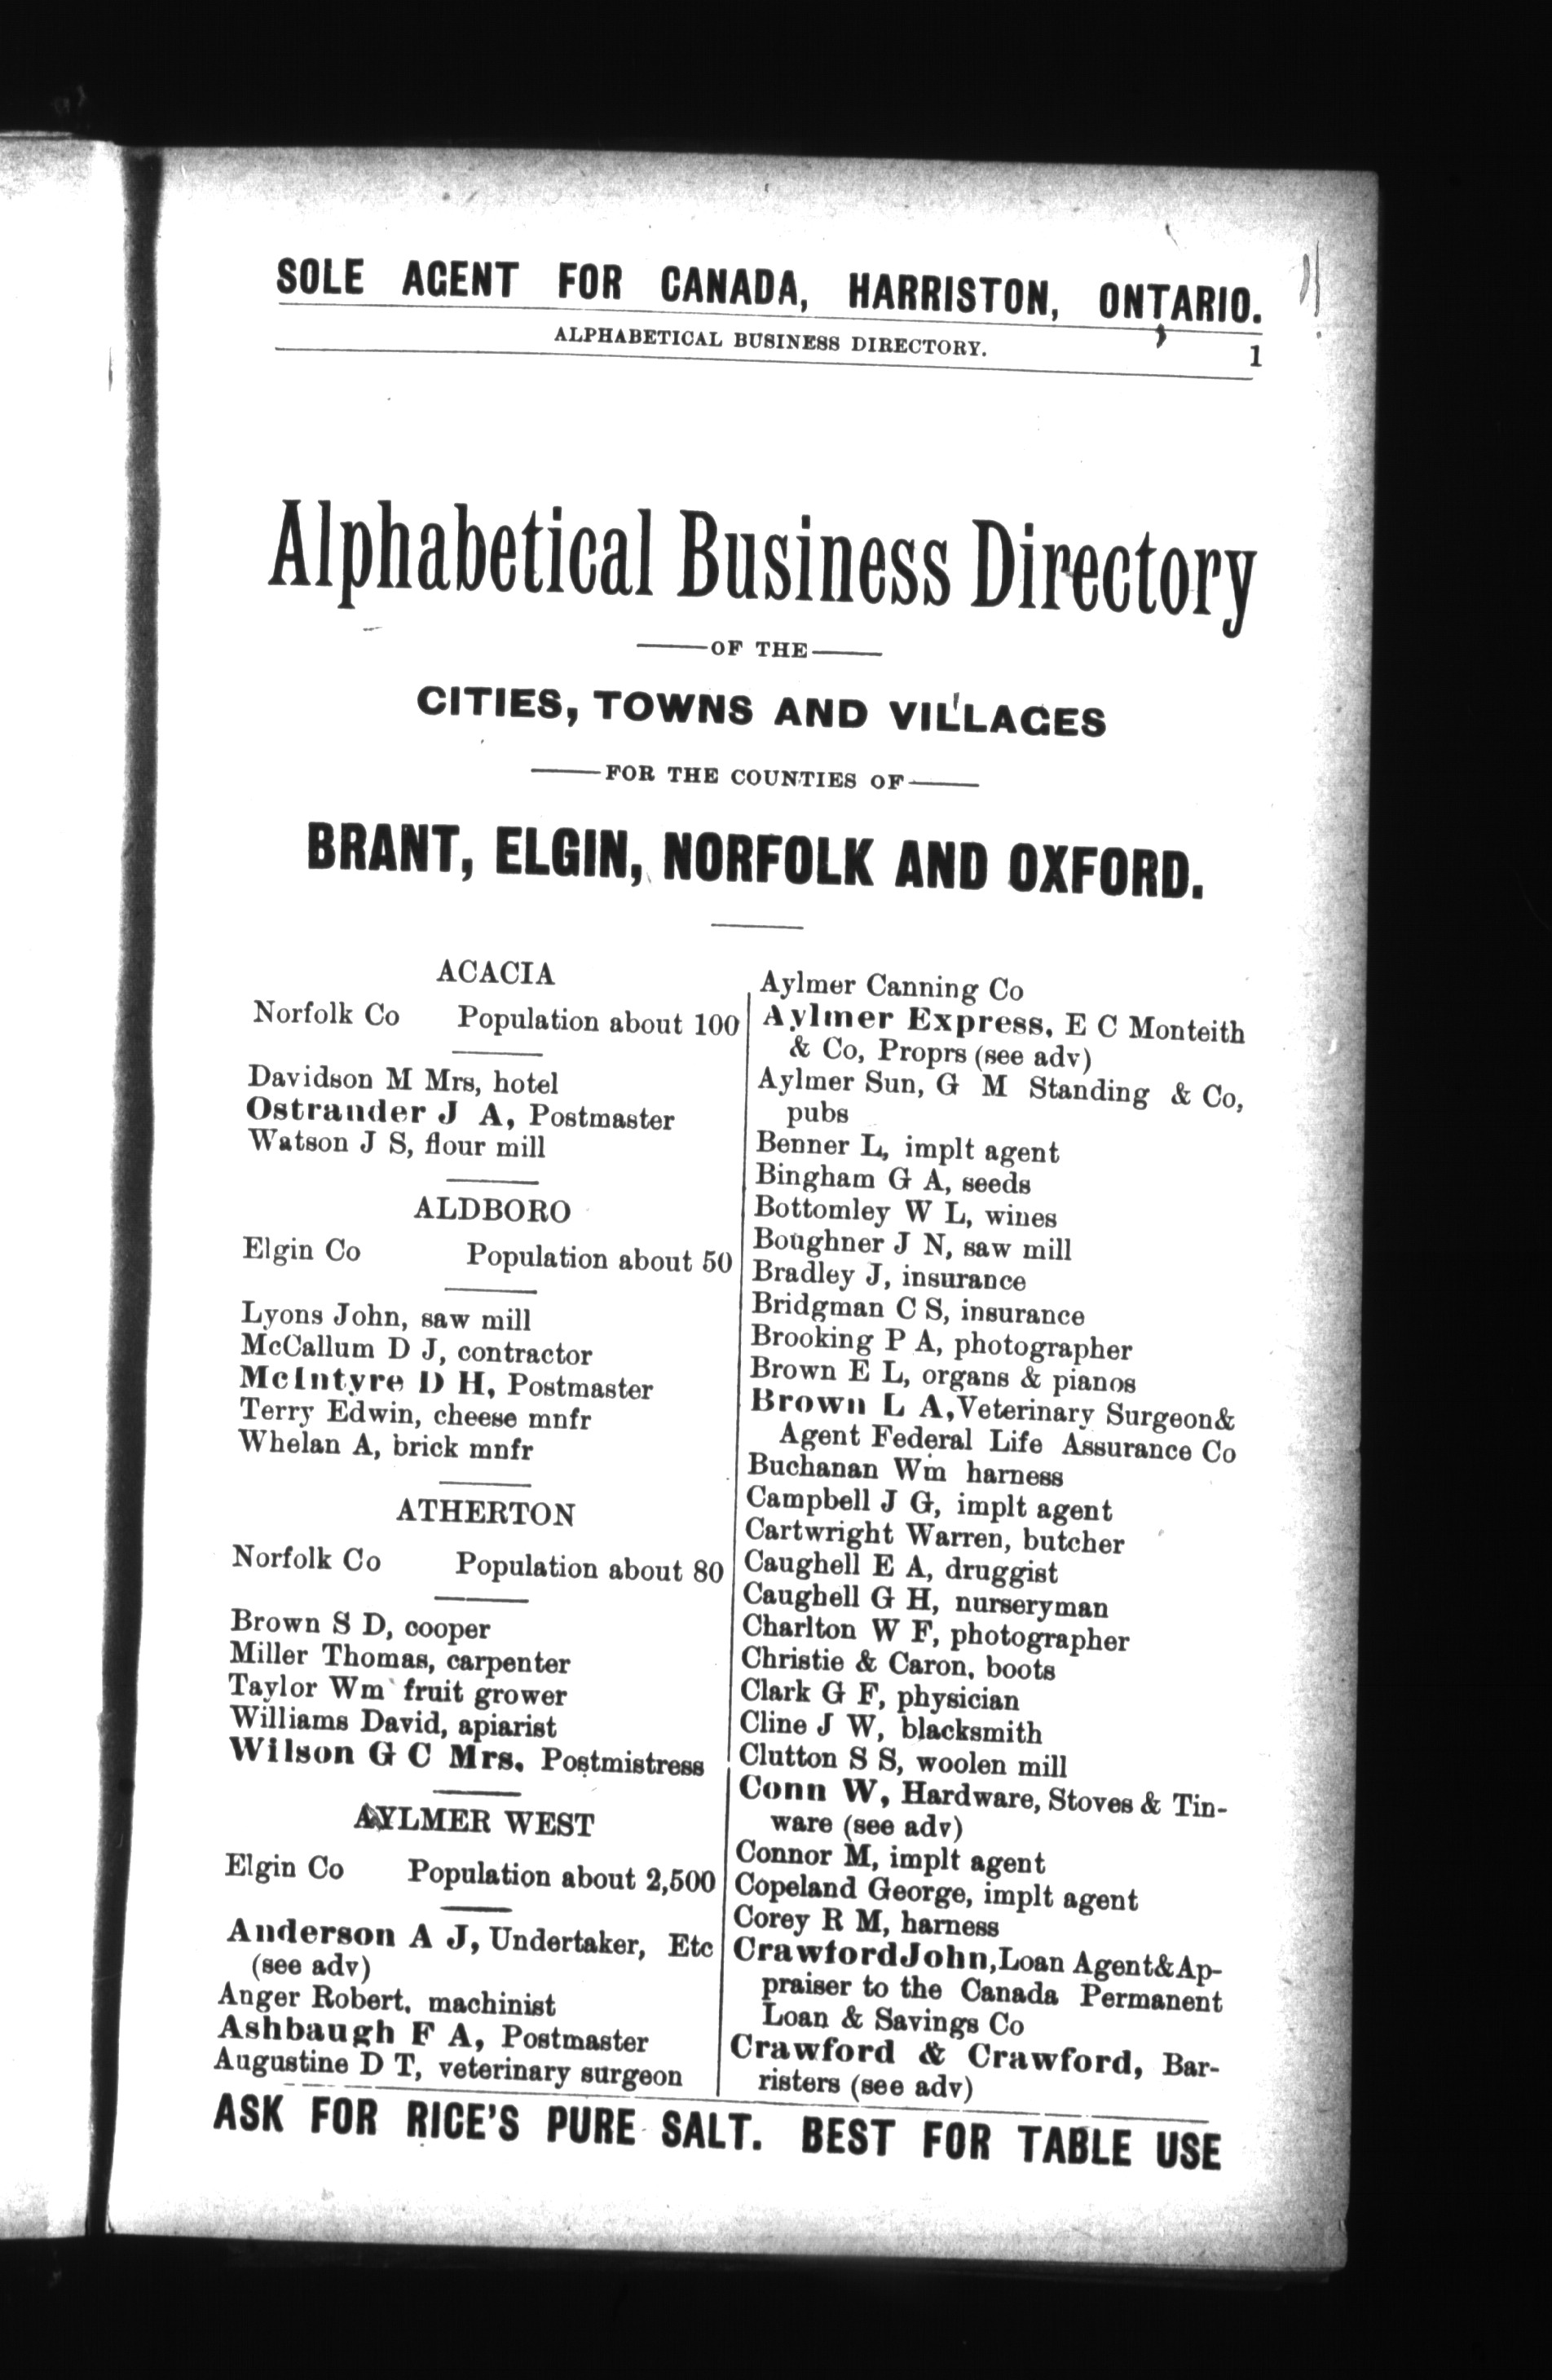 SOLE AGENT FOR CANADA, HARRISTON, ONTARIO.
ALPHABETICAL BUSINESS DIRECTORY. 1
Alphabetical Business Directory
OF THE
CITIES, TOWNS AND VILLAGES
FOR THE COUNTIES OF
BRANT, ELGIN, NORFOLK AND OXFORD.
ACACIA
Norfolk Co Population about 100
Davidson M Mrs, hotel
Ostrander J A, Postmaster
Watson J S, flour mill
ALDBORO
Elgin Co Population about 50
Lyons John, saw mill
McCallum D J, contractor
McIntyre D H, Postmaster
Terry Edwin, cheese mnfr
Whelan A, brick mnfr
ATHERTON
Norfolk Co Population about 80
Brown S D, cooper
Miller Thomas, carpenter
Taylor Wm fruit grower
Williams David, apiarist
Wilson G C Mrs, Postmistress
AYLMER WEST
Elgin Co Population about 2,500
Anderson A J, Undertaker, Etc
(see adv)
Anger Robert, machinist
Ashbaugh F A, Postmaster
Augustine D T, veterinary surgeon
Aylmer Canning Co
Aylmer Express, E C Monteith
& Co, Proprs (see adv)
Aylmer Sun, G M Standing & Co,
pubs
Benner L, implt agent
Bingham G A, seeds
Bottomley W L, wines
Boughner J N, saw mill
Bradley J, insurance
Bridgman C S, insurance
Brooking P A, photographer
Brown E L, organs & pianos
Brown L A, Veterinary Surgeon &
Agent Federal Life Assurance Co
Buchanan Wm harness
Campbell J G, implt agent
Cartwright Warren, butcher
Caughell E A, druggist
Caughell G H, nurseryman
Charlton W F, photographer
Christie & Caron, boots
Clark G F, physician
Cline J W, blacksmith
Clutton S S, woolen mill
Conn W, Hardware, Stoves & Tin-
ware (see adv)
Connor M, implt agent
Copeland George, implt agent
Corey R M, harness
Crawford John, Loan Agent & Ap-
praiser to the Canada Permanent
Loan & Savings Co
Crawford & Crawford, Bar-
risters (see adv)
ASK FOR RICE'S PURE SALT. BEST FOR TABLE USE